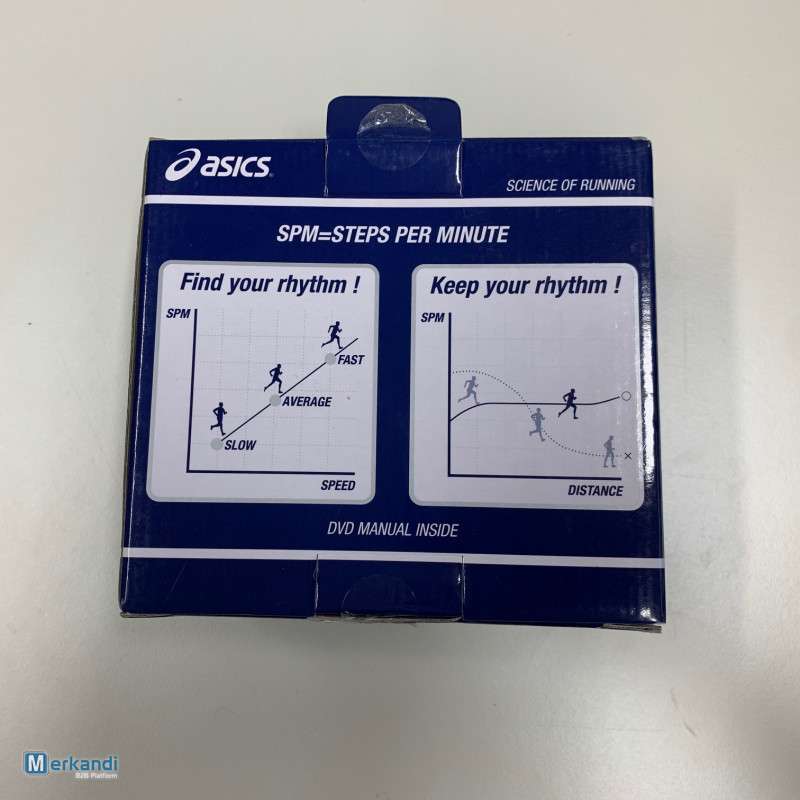 asics
SCIENCE OF RUNNING
SPM=STEPS PER MINUTE
Find your rhythm !
SPM
FAST
AVERAGE
SLOW
SPEED
Keep your rhythm !
SPM
DISTANCE
DVD MANUAL INSIDE
Merkandi
B2B Platform